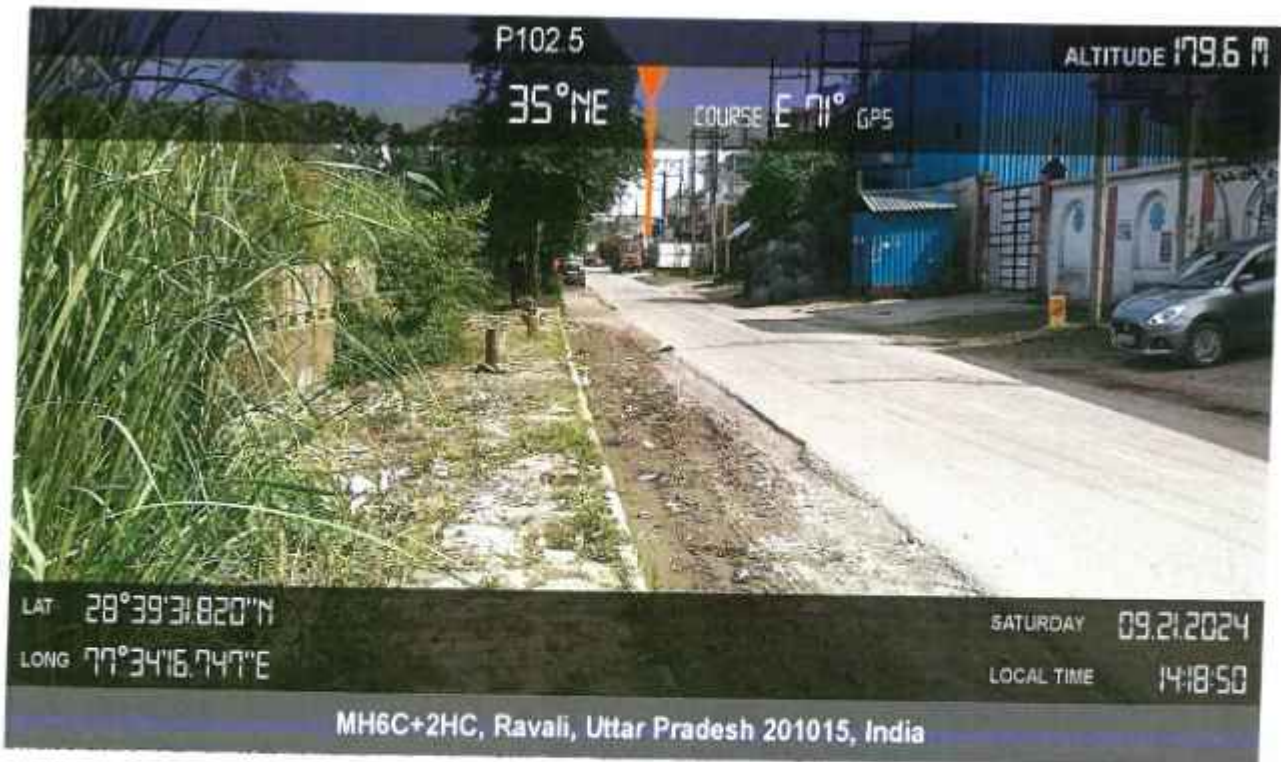 P102.5
ALTITUDE 179.6 M
35°NE
COURSE E 71° GPS
LAT 28°39'31.820"N
LONG 77°34'16.747"E
SATURDAY 09.21.2024
LOCAL TIME 14:18:50
MH6C+2HC, Ravali, Uttar Pradesh 201015, India